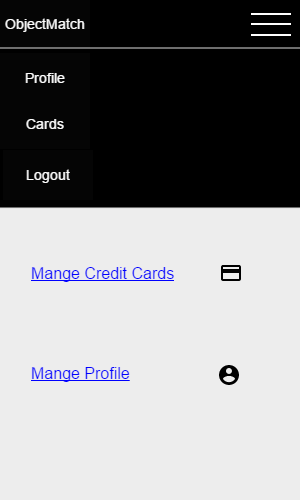 ObjectMatch
Profile
Cards
Logout
Mange Credit Cards
Mange Profile